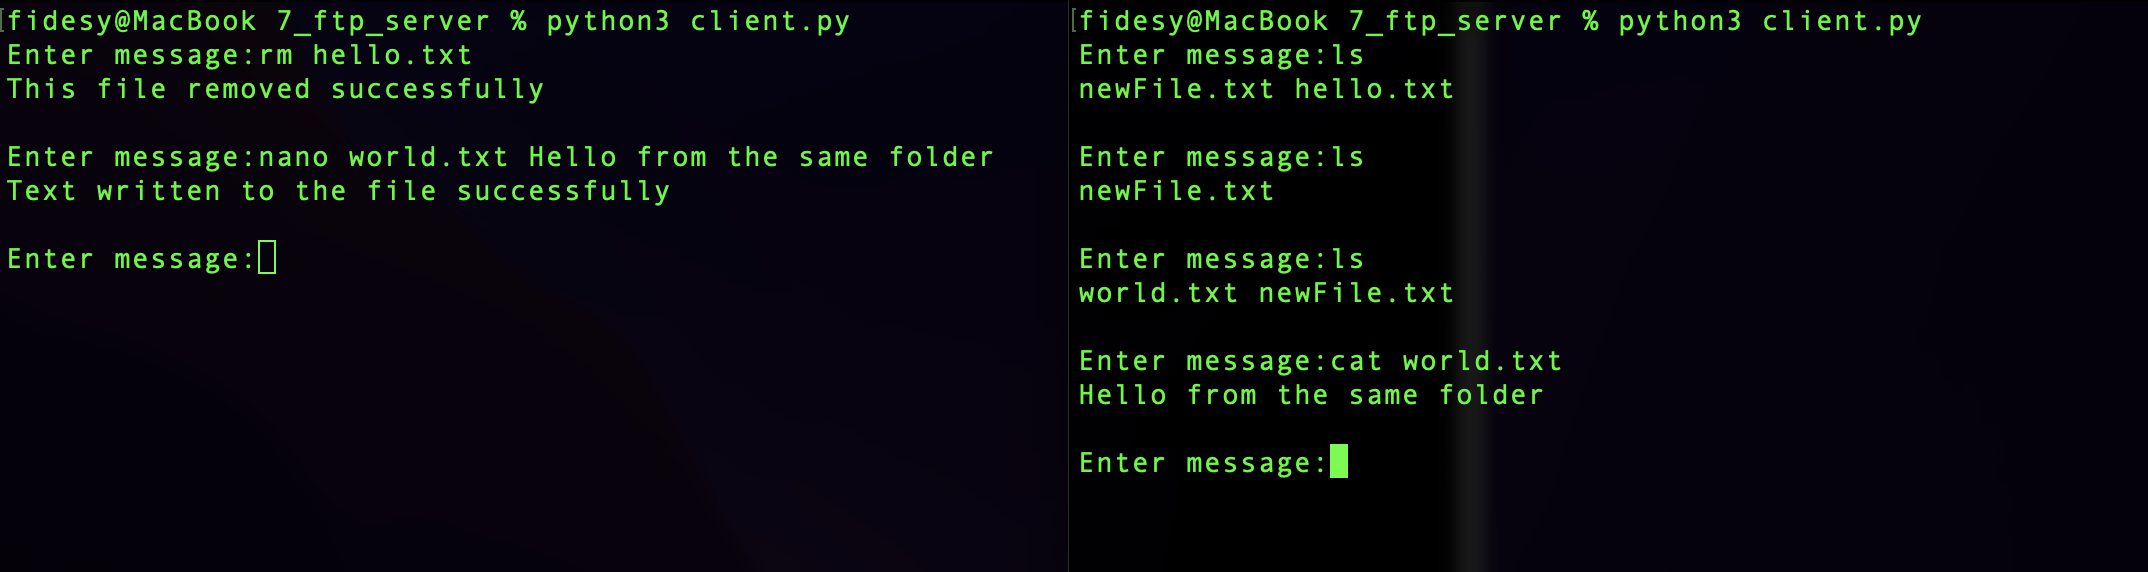 [fidesy@MacBook 7_ftp_server % python3 client.py
Enter message:rm hello.txt
This file removed successfully
Enter message:nano world.txt Hello from the same folder
Text written to the file successfully
Enter message:
[fidesy@MacBook 7_ftp_server % python3 client.py
Enter message:ls
newFile.txt hello.txt
Enter message:ls
newFile.txt
Enter message:ls
world.txt newFile.txt
Enter message:cat world.txt
Hello from the same folder
Enter message: